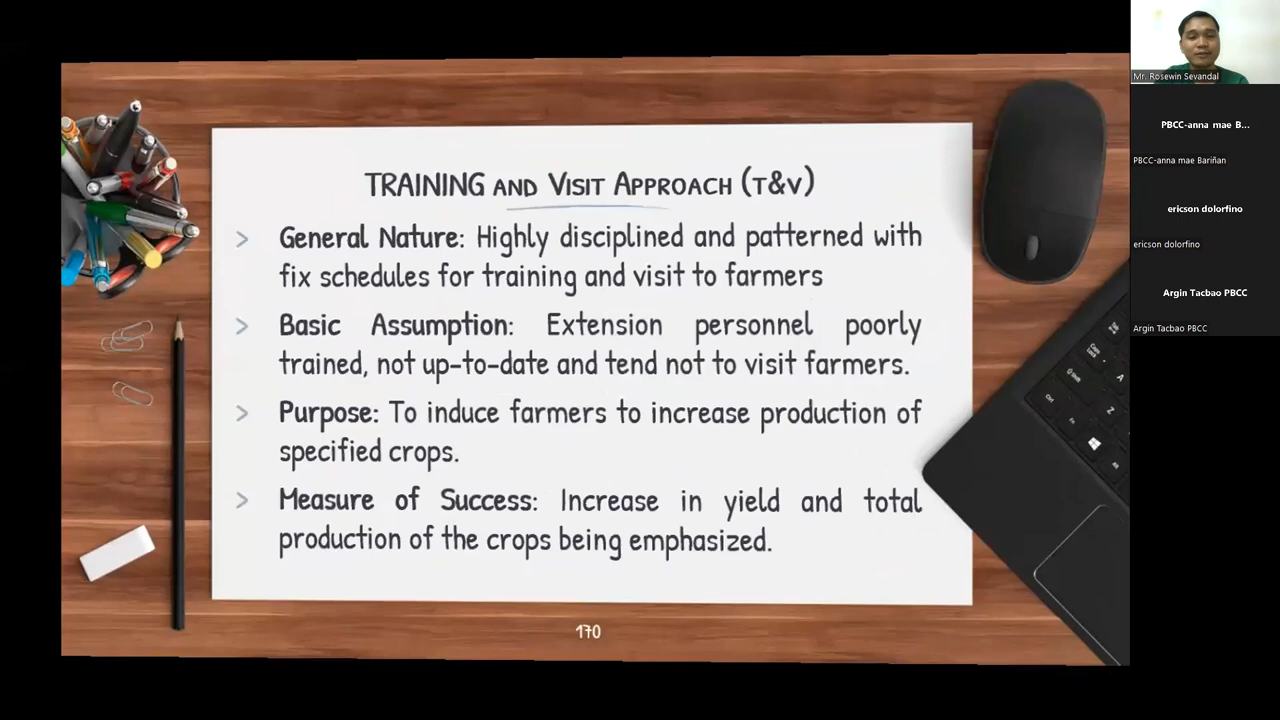 TRAINING AND VISIT APPROACH (T&V)
> General Nature: Highly disciplined and patterned with
fix schedules for training and visit to farmers
> Basic Assumption: Extension personnel poorly
trained, not up-to-date and tend not to visit farmers.
> Purpose: To induce farmers to increase production of
specified crops.
> Measure of Success: Increase in yield and total
production of the crops being emphasized.
170
Mr. Rosewin Sevandal
PBCC-anna mae B...
PBCC-anna mae Bariñan
ericson dolorfino
ericson dolorfino
Argin Tacbao PBCC
Argin Tacbao PBCC